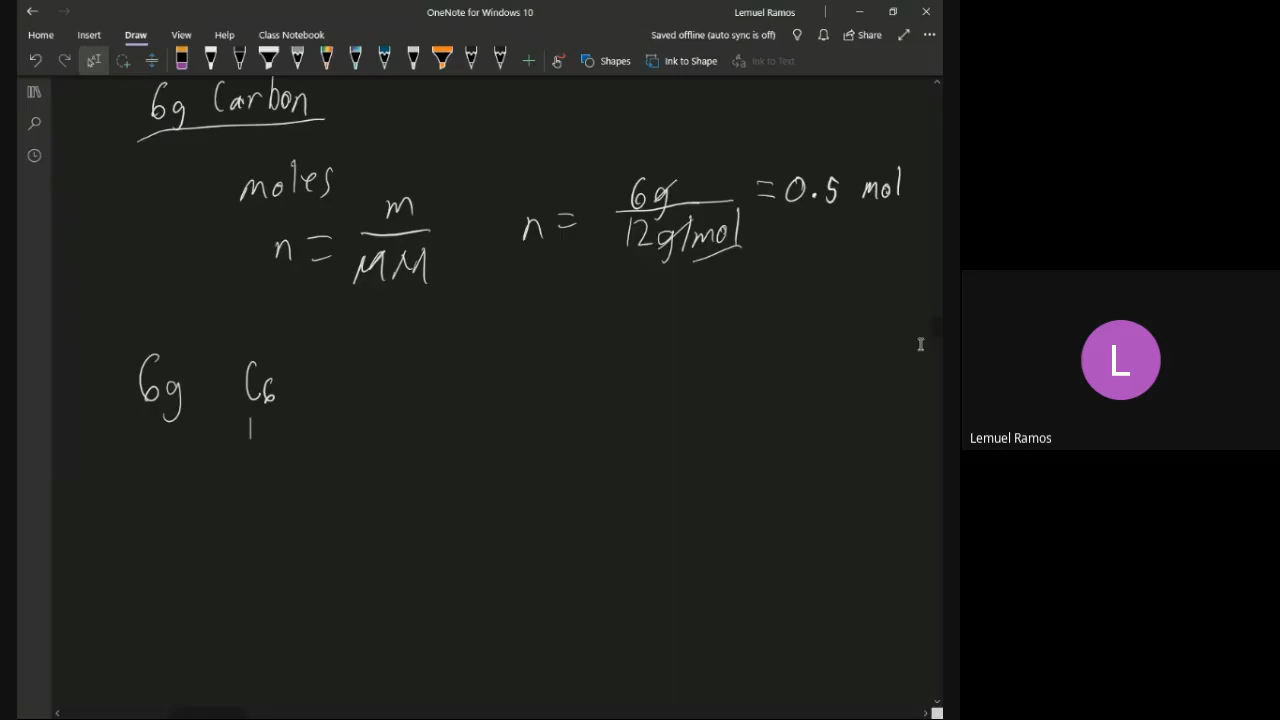 OneNote for Windows 10
Lemuel Ramos
Home Insert Draw View Help Class Notebook
Saved offline (auto sync is off)
Share
Shapes
Ink to Shape
Ink to Text
6g Carbon
moles
n = m / MM
n = 6g / 12g/mol = 0.5 mol
6g C6
L
Lemuel Ramos